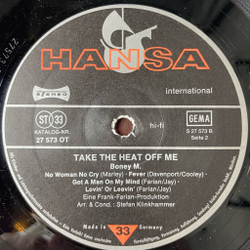 HANSA
international
stereo
ST 33
KATALOG-NR.
27 573 OT
hi-fi
GEMA
S 27 573 B
Seite 2
TAKE THE HEAT OFF ME
Boney M.
No Woman No Cry (Marley) - Fever (Davenport/Cooley) -
Got A Man On My Mind (Farian/Jay)
Lovin' Or Leavin' (Farian/Jay)
Eine Frank-Farian-Produktion
Arr. & Cond.: Stefan Klinkhammer
Made in Germany
33